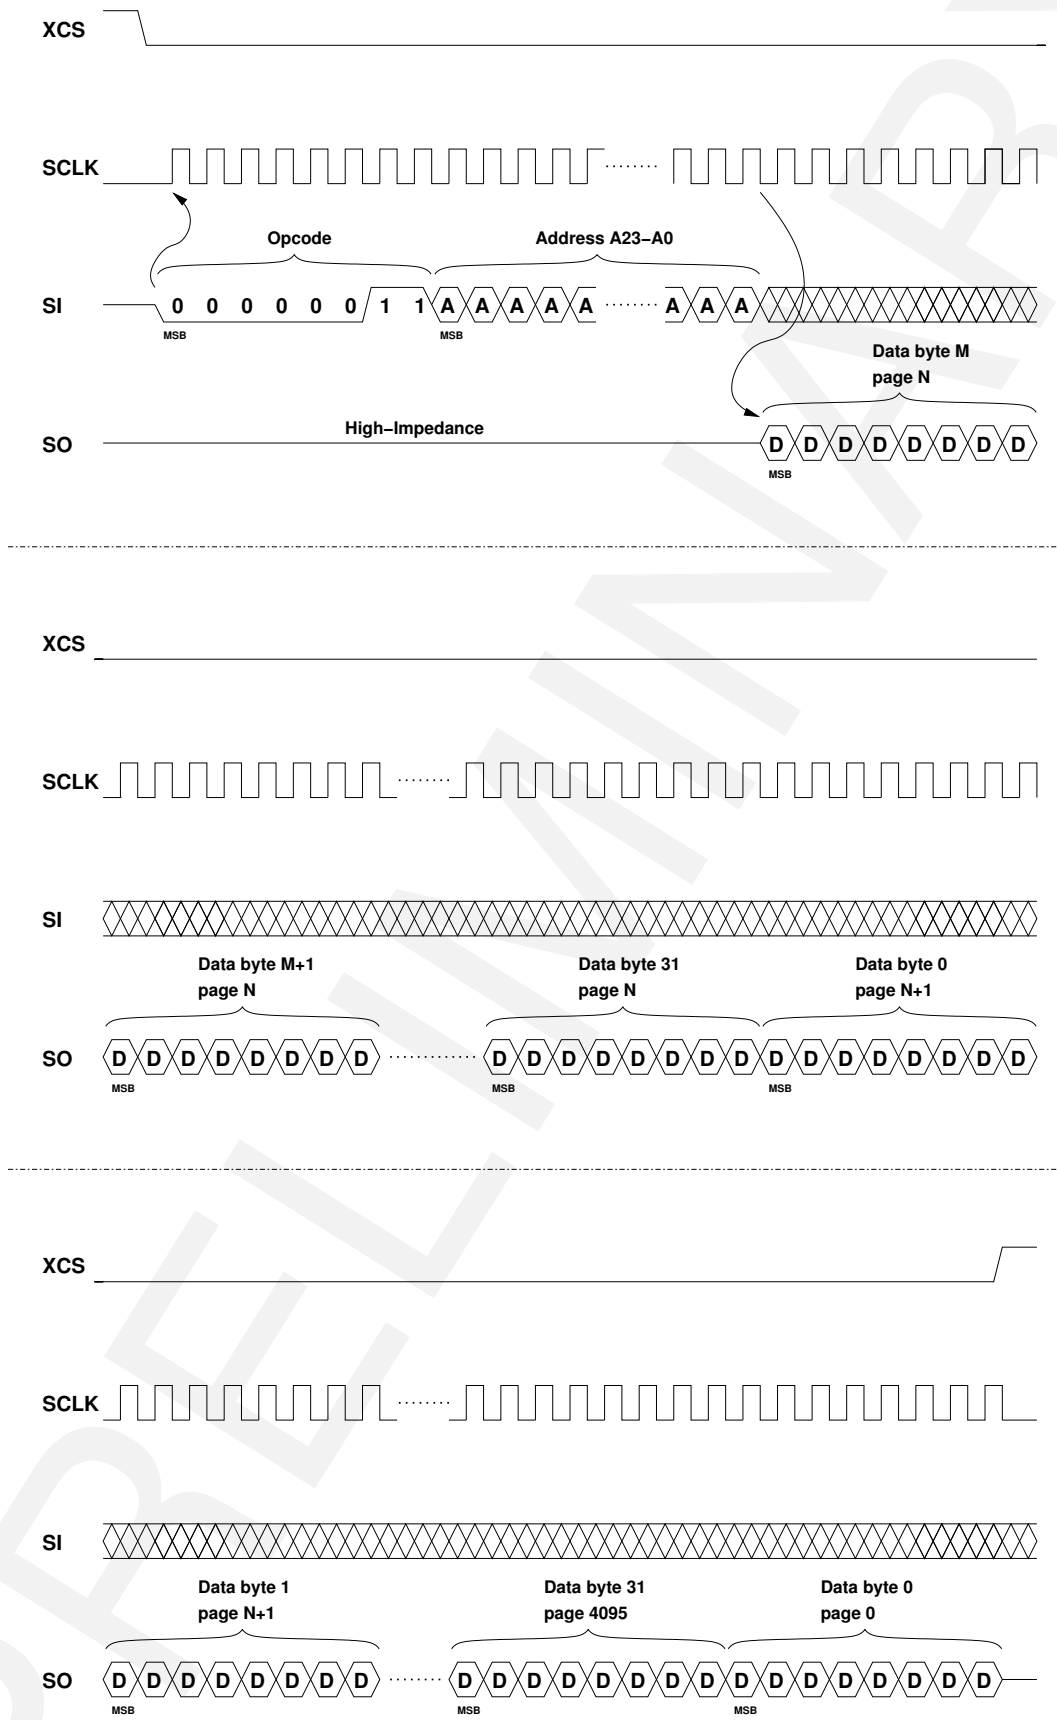 XCS
SCLK
Opcode
Address A23–A0
SI
0 0 0 0 0 0 1 1 A A A A A A A A
MSB MSB
Data byte M
page N
High–Impedance
SO
D D D D D D D D
MSB
XCS
SCLK
SI
Data byte M+1 Data byte 31 Data byte 0
page N page N page N+1
SO D D D D D D D D D D D D D D D D D D D D D D D D
MSB MSB MSB
XCS
SCLK
SI
Data byte 1 Data byte 31 Data byte 0
page N+1 page 4095 page 0
SO D D D D D D D D D D D D D D D D D D D D D D D D
MSB MSB MSB
PRELIMINARY